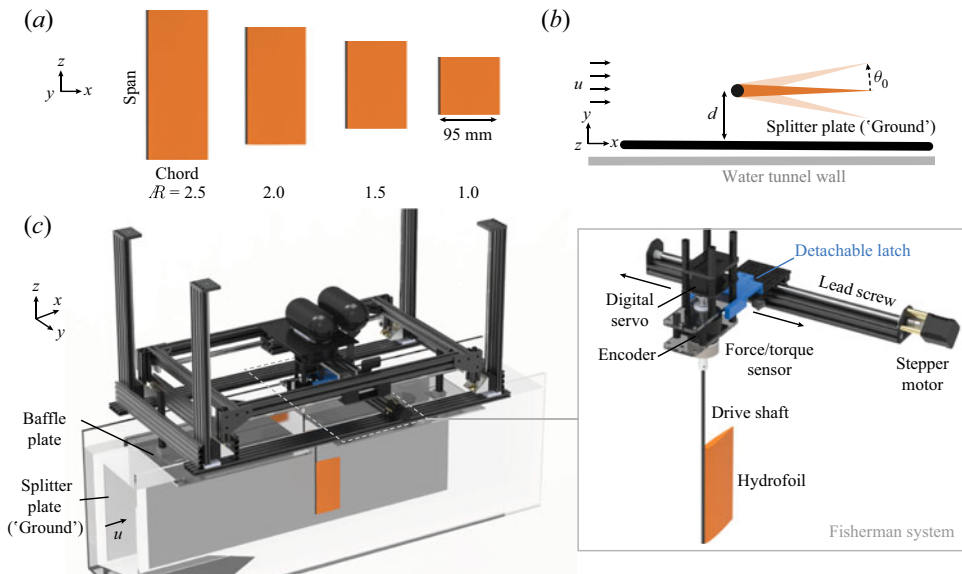 (a)
z
y
x
Span
Chord
95 mm
Ꜹ = 2.5
2.0
1.5
1.0
(b)
u
θ0
d
y
z
x
Splitter plate (‘Ground’)
Water tunnel wall
(c)
z
x
y
Baffle
plate
Splitter
plate
(‘Ground’)
u
Detachable latch
Lead screw
Digital
servo
Encoder
Force/torque
sensor
Stepper
motor
Drive shaft
Hydrofoil
Fisherman system